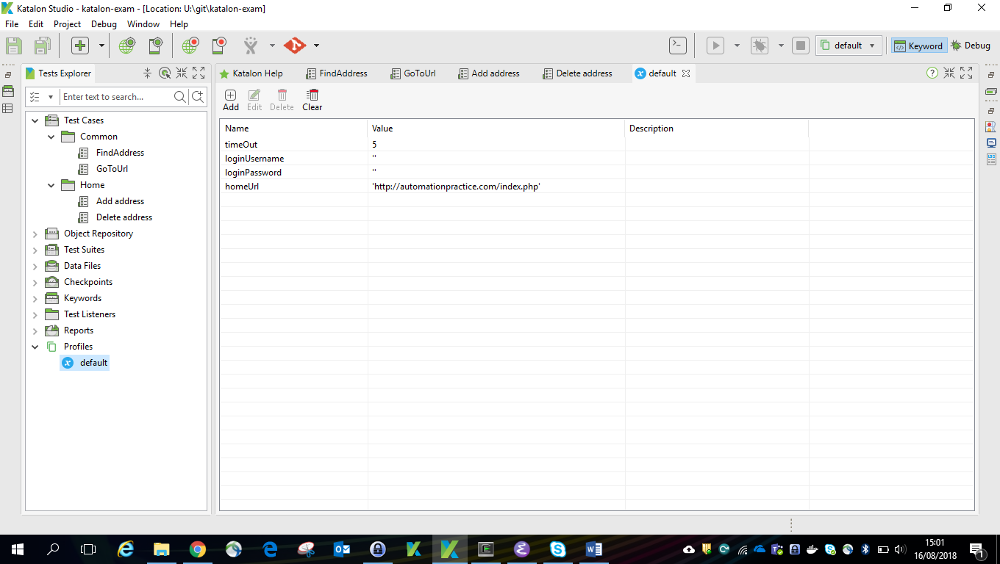 Katalon Studio - katalon-exam - [Location: U:\git\katalon-exam]
File Edit Project Debug Window Help
default Keyword Debug
Tests Explorer
Katalon Help FindAddress GoToUrl Add address Delete address default
Enter text to search...
Add Edit Delete Clear
Test Cases
Common
FindAddress
GoToUrl
Home
Add address
Delete address
Object Repository
Test Suites
Data Files
Checkpoints
Keywords
Test Listeners
Reports
Profiles
default
Name Value Description
timeOut 5
loginUsername ''
loginPassword ''
homeUrl 'http://automationpractice.com/index.php'
15:01
16/08/2018
1